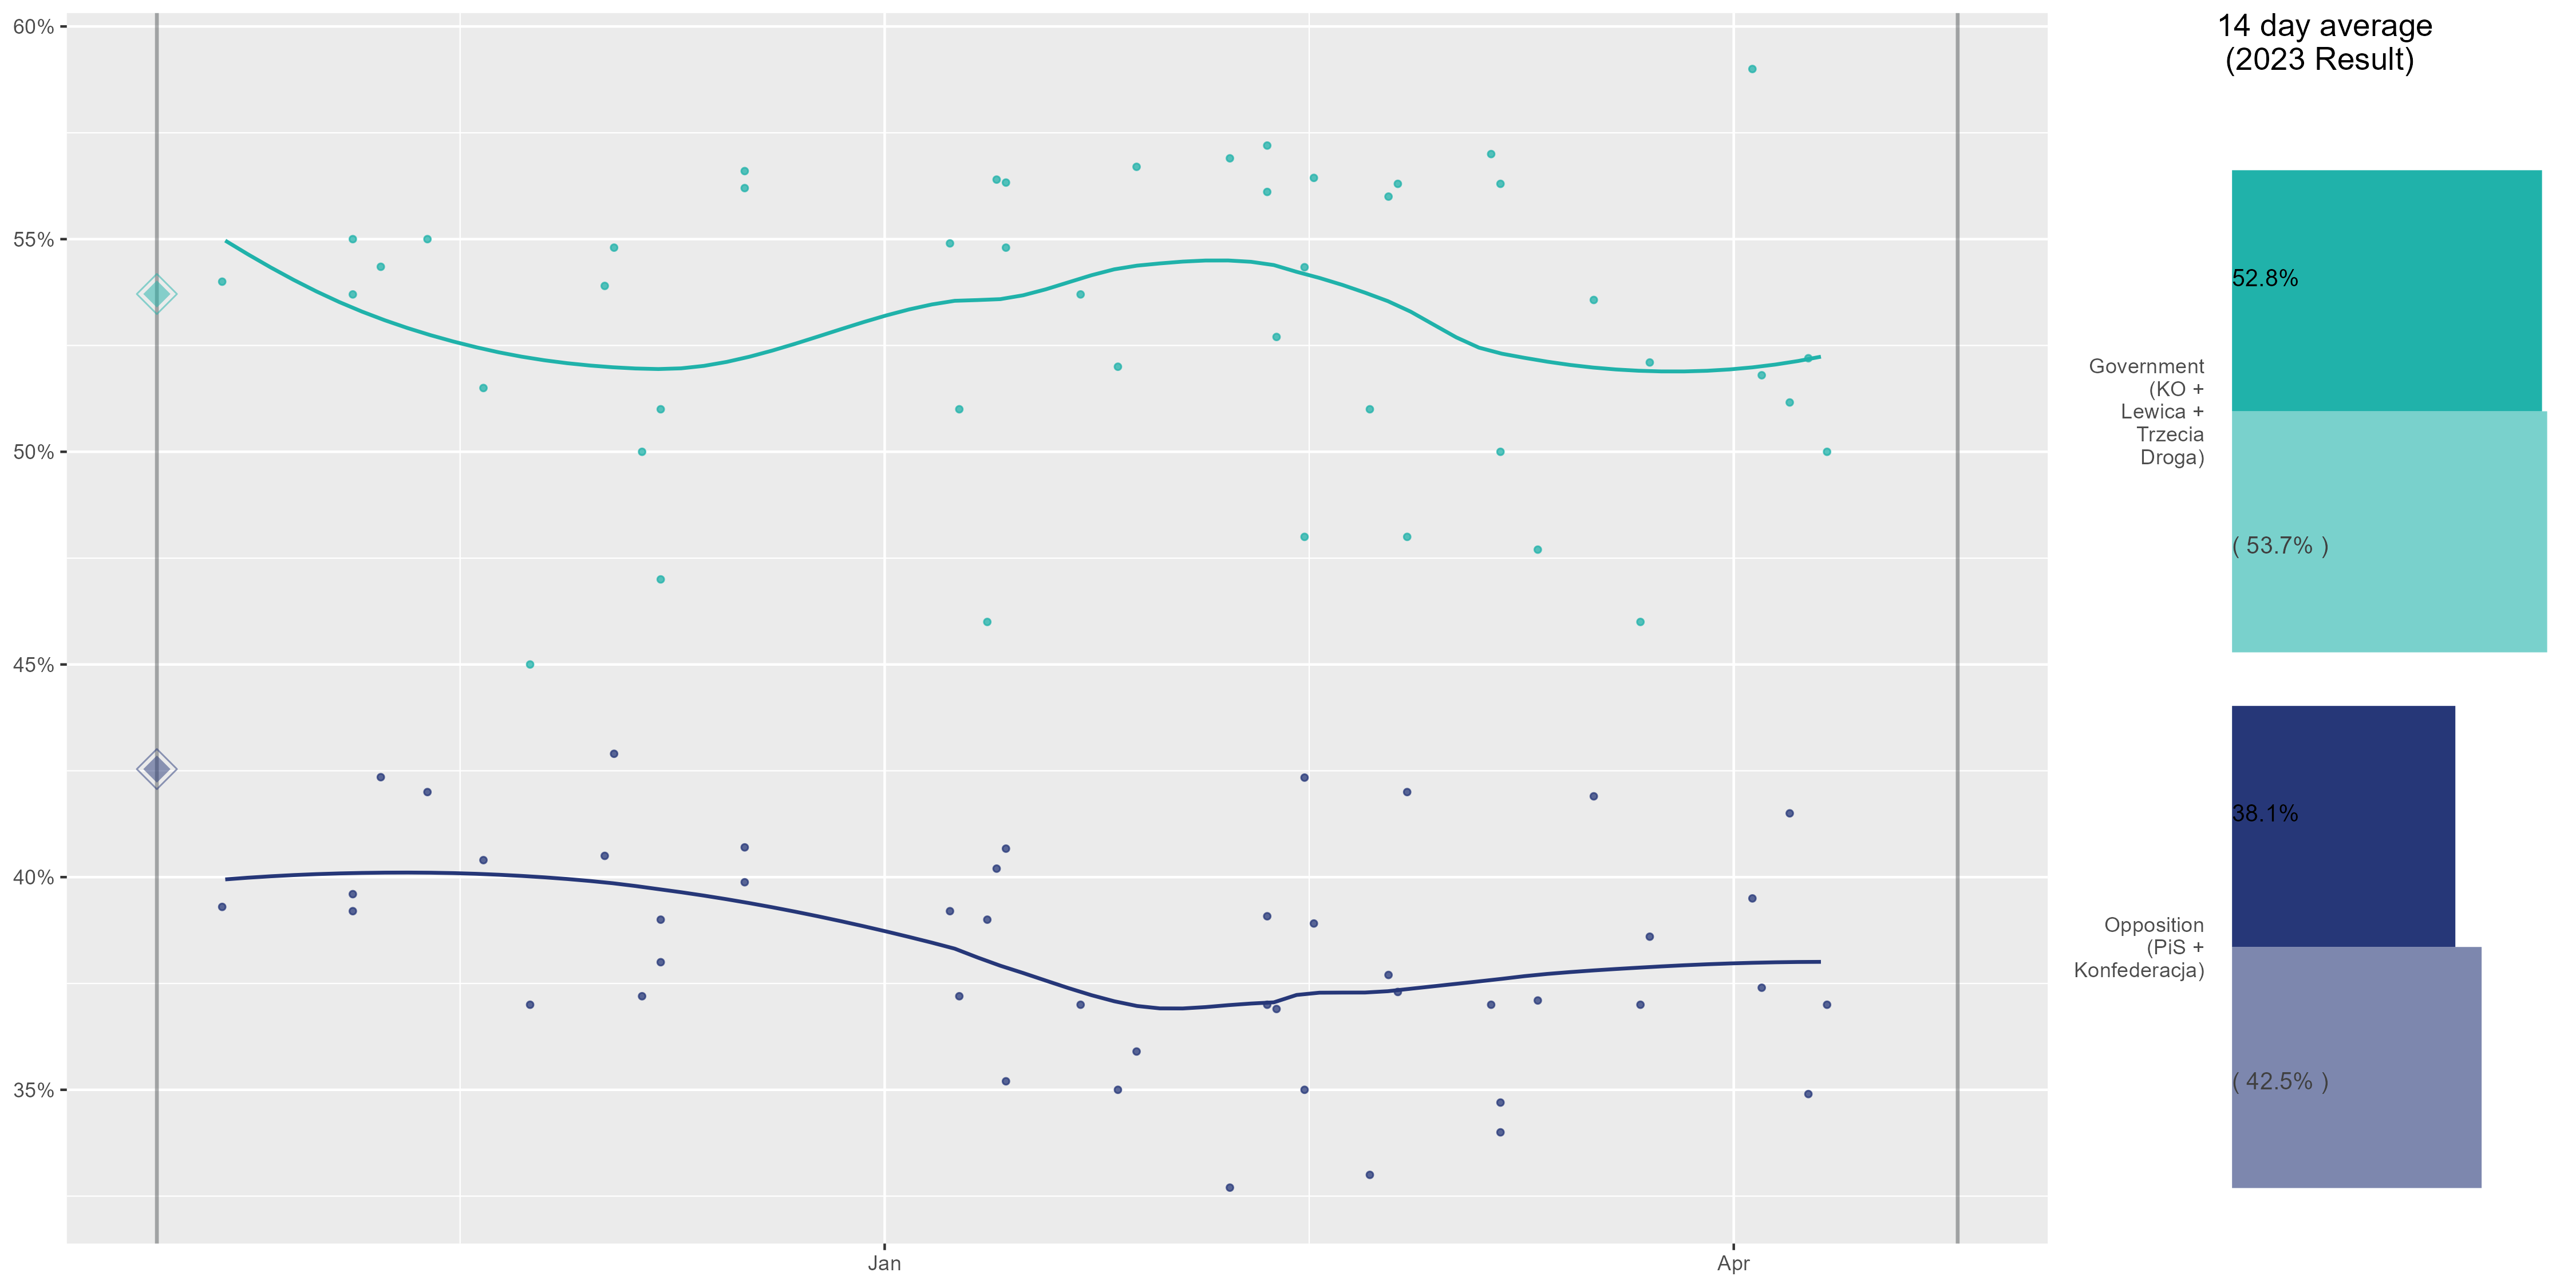 14 day average
(2023 Result)
60%
55%
50%
45%
40%
35%
Jan
Apr
Government
(KO +
Lewica +
Trzecia
Droga)
52.8%
( 53.7% )
Opposition
(PiS +
Konfederacja)
38.1%
( 42.5% )